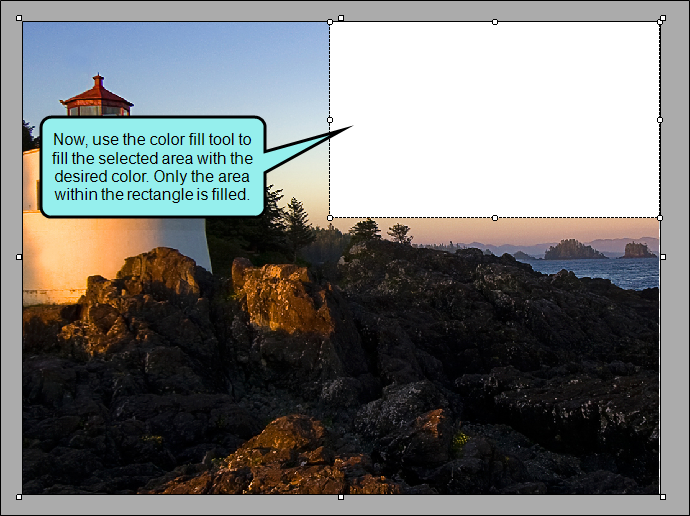 Now, use the color fill tool to
fill the selected area with the
desired color. Only the area
within the rectangle is filled.